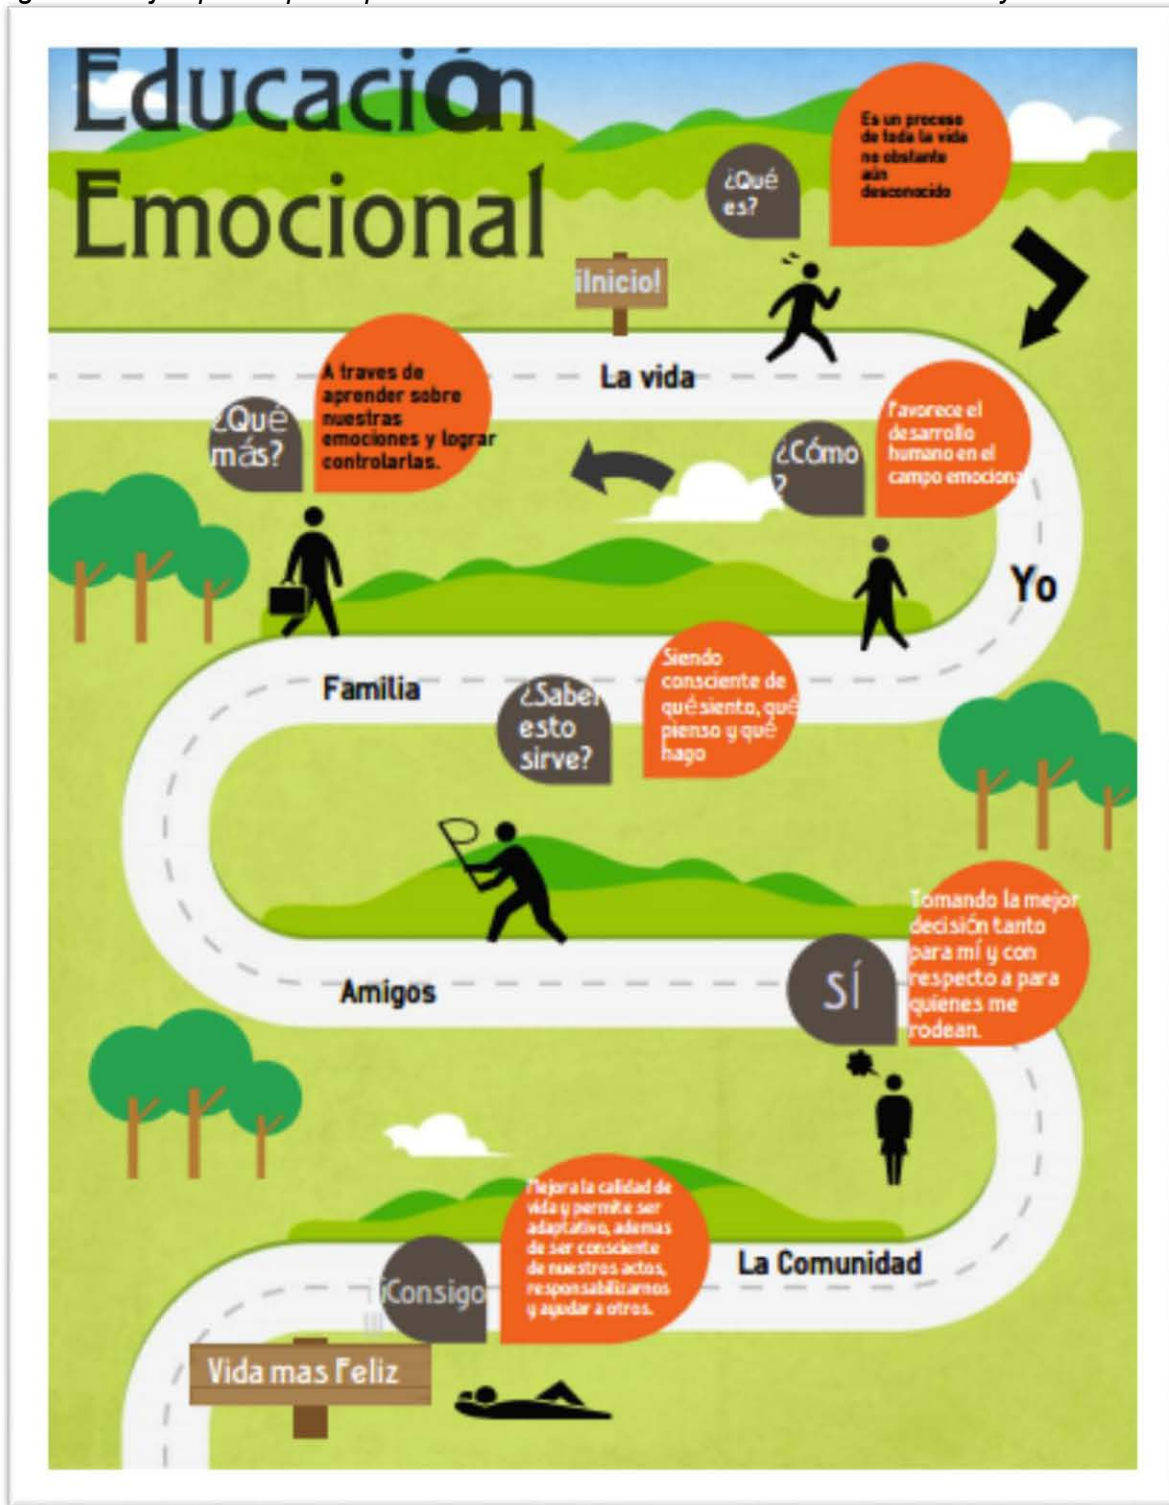 Educación
Emocional
¿Qué
es?
Es un proceso
de toda la vida
no obstante
aún
desconocido
¡Inicio!
La vida
¿Cómo
?
Favorece el
desarrollo
humano en el
campo emociona
¿Qué
más?
A traves de
aprender sobre
nuestras
emociones y lograr
controlarlas.
Yo
Familia
¿Saber
esto
sirve?
Siendo
consciente de
qué siento, qué
pienso y qué
hago
Amigos
SÍ
Tomando la mejor
decisión tanto
para mí y con
respecto a para
quienes me
rodean.
La Comunidad
¡Consigo
Mejora la calidad de
vida y permite ser
adaptativo, ademas
de ser consciente
de nuestros actos,
responsabilizarnos
y ayudar a otros.
Vida mas Feliz